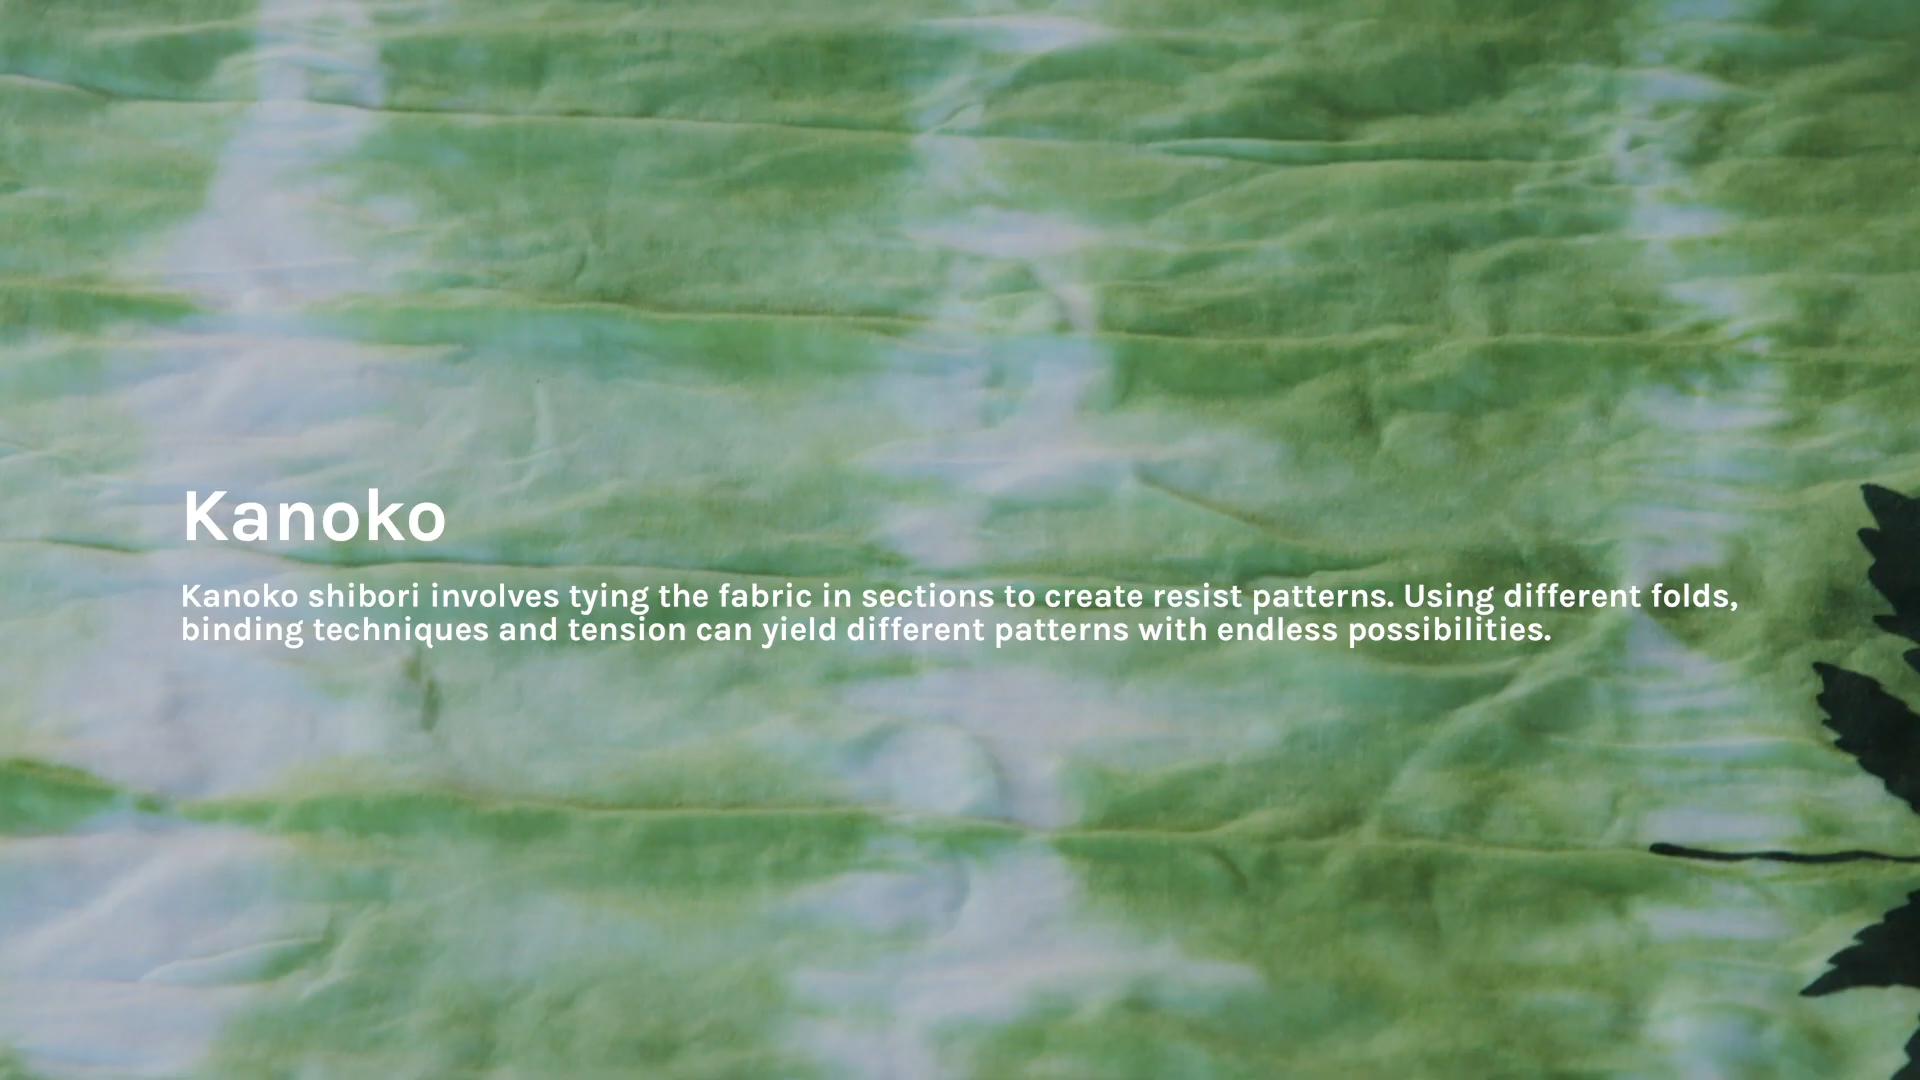 Kanoko
Kanoko shibori involves tying the fabric in sections to create resist patterns. Using different folds,
binding techniques and tension can yield different patterns with endless possibilities.